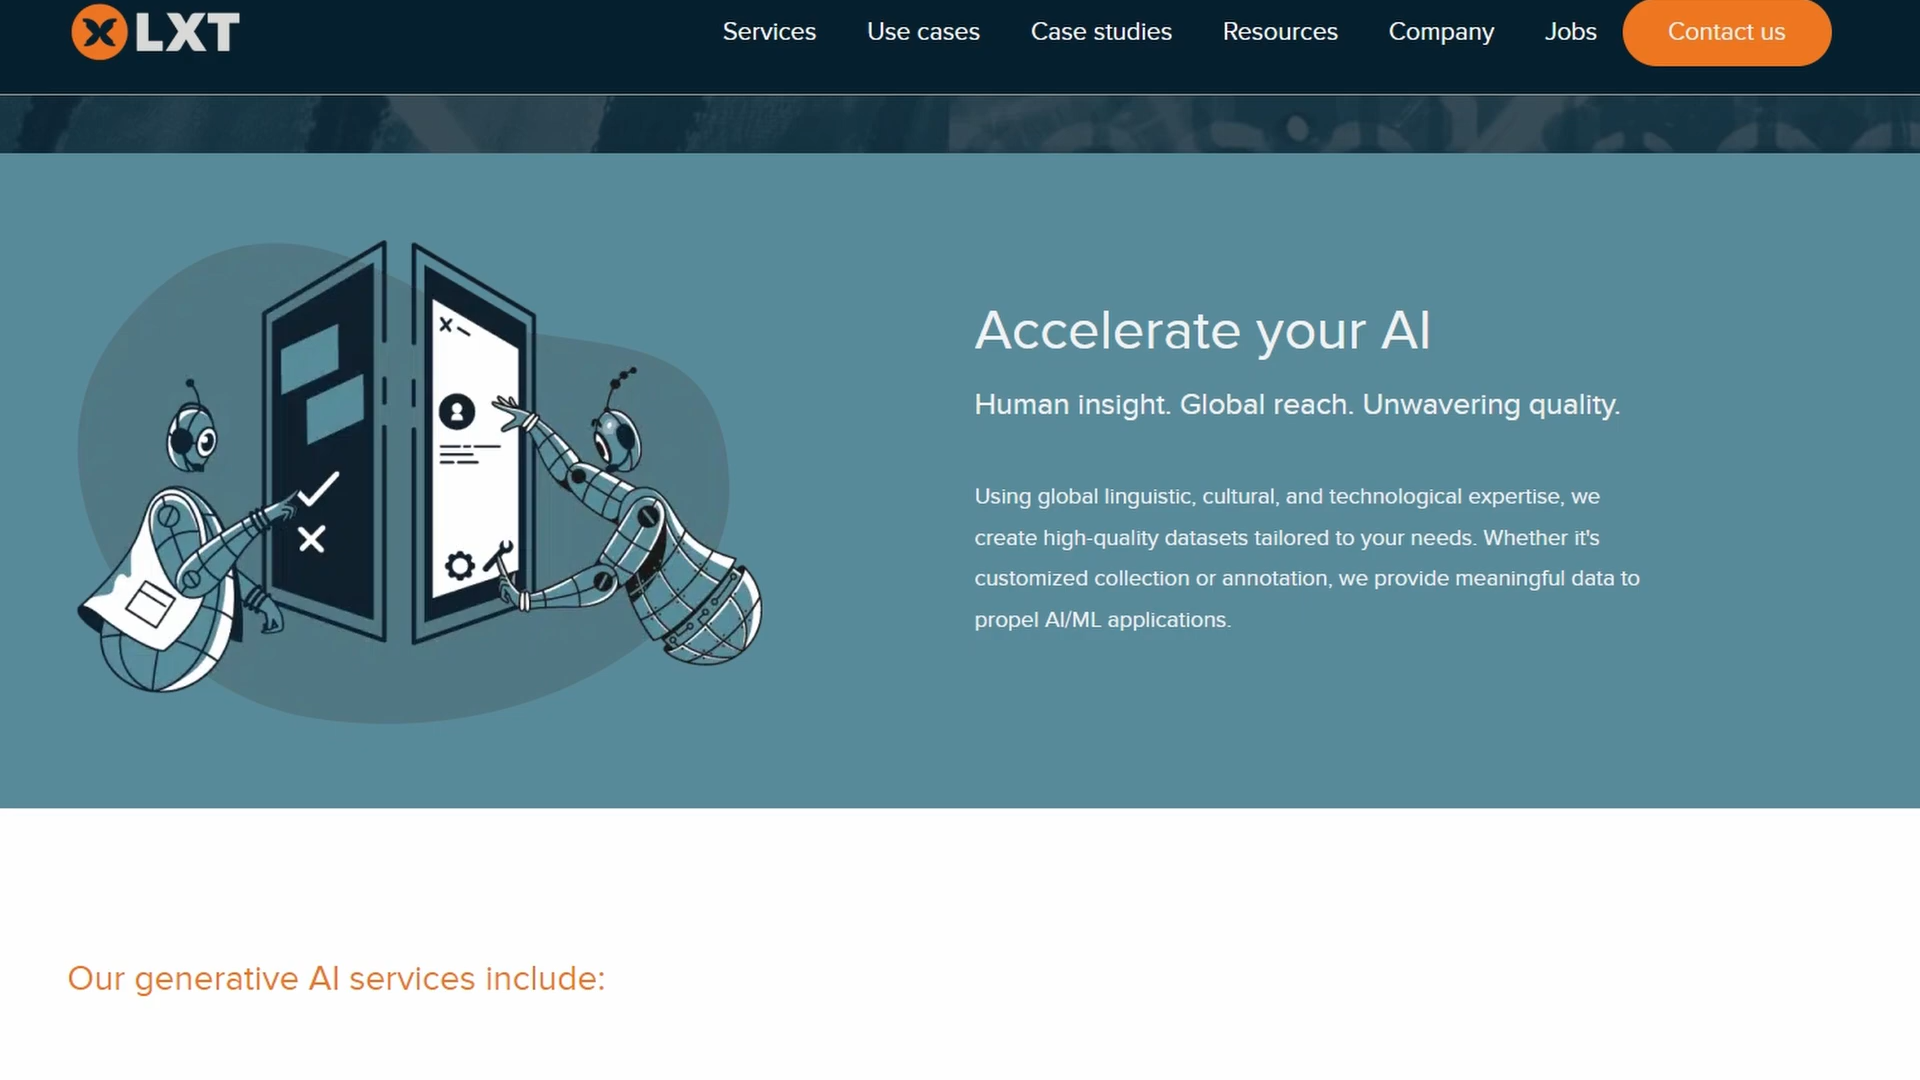 LXT
Services
Use cases
Case studies
Resources
Company
Jobs
Contact us
Accelerate your AI
Human insight. Global reach. Unwavering quality.
Using global linguistic, cultural, and technological expertise, we
create high-quality datasets tailored to your needs. Whether it's
customized collection or annotation, we provide meaningful data to
propel AI/ML applications.
Our generative AI services include: